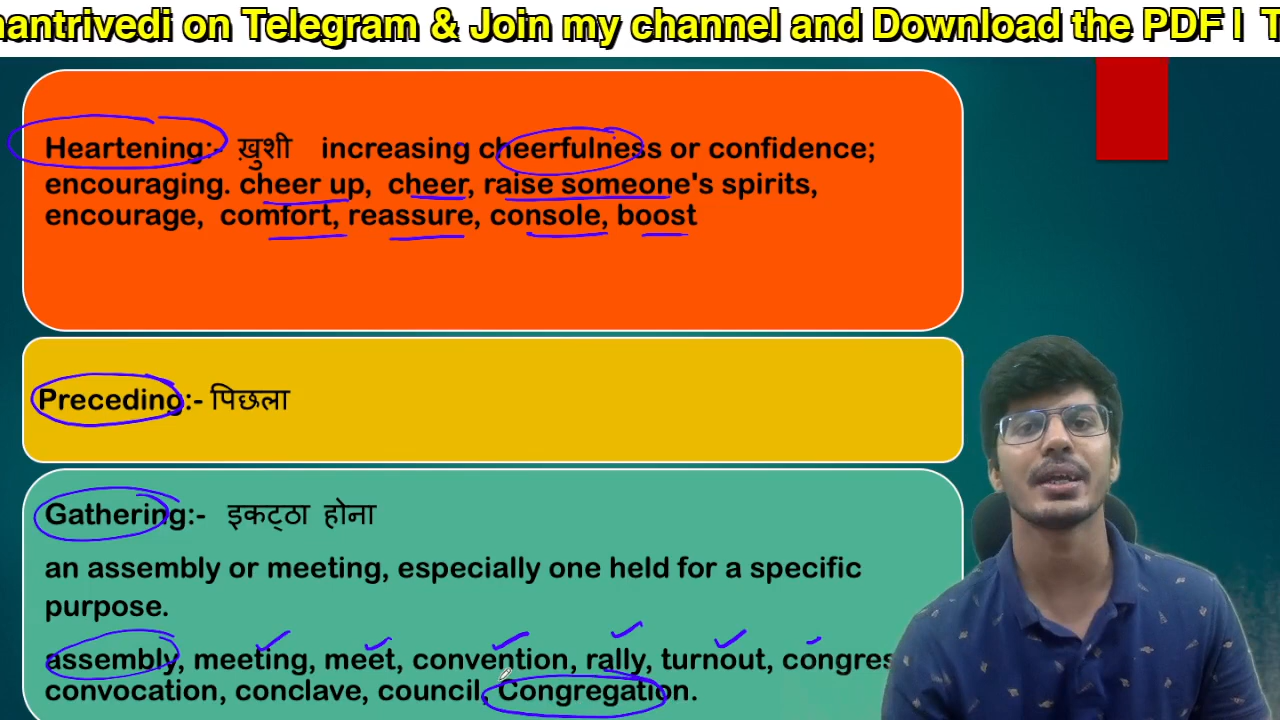 nantrivedi on Telegram & Join my channel and Download the PDF | T
Heartening:- ख़ुशी increasing cheerfulness or confidence;
encouraging. cheer up, cheer, raise someone's spirits,
encourage, comfort, reassure, console, boost
Preceding:- पिछला
Gathering:- इकट्ठा होना
an assembly or meeting, especially one held for a specific
purpose.
assembly, meeting, meet, convention, rally, turnout, congres
convocation, conclave, council, Congregation.